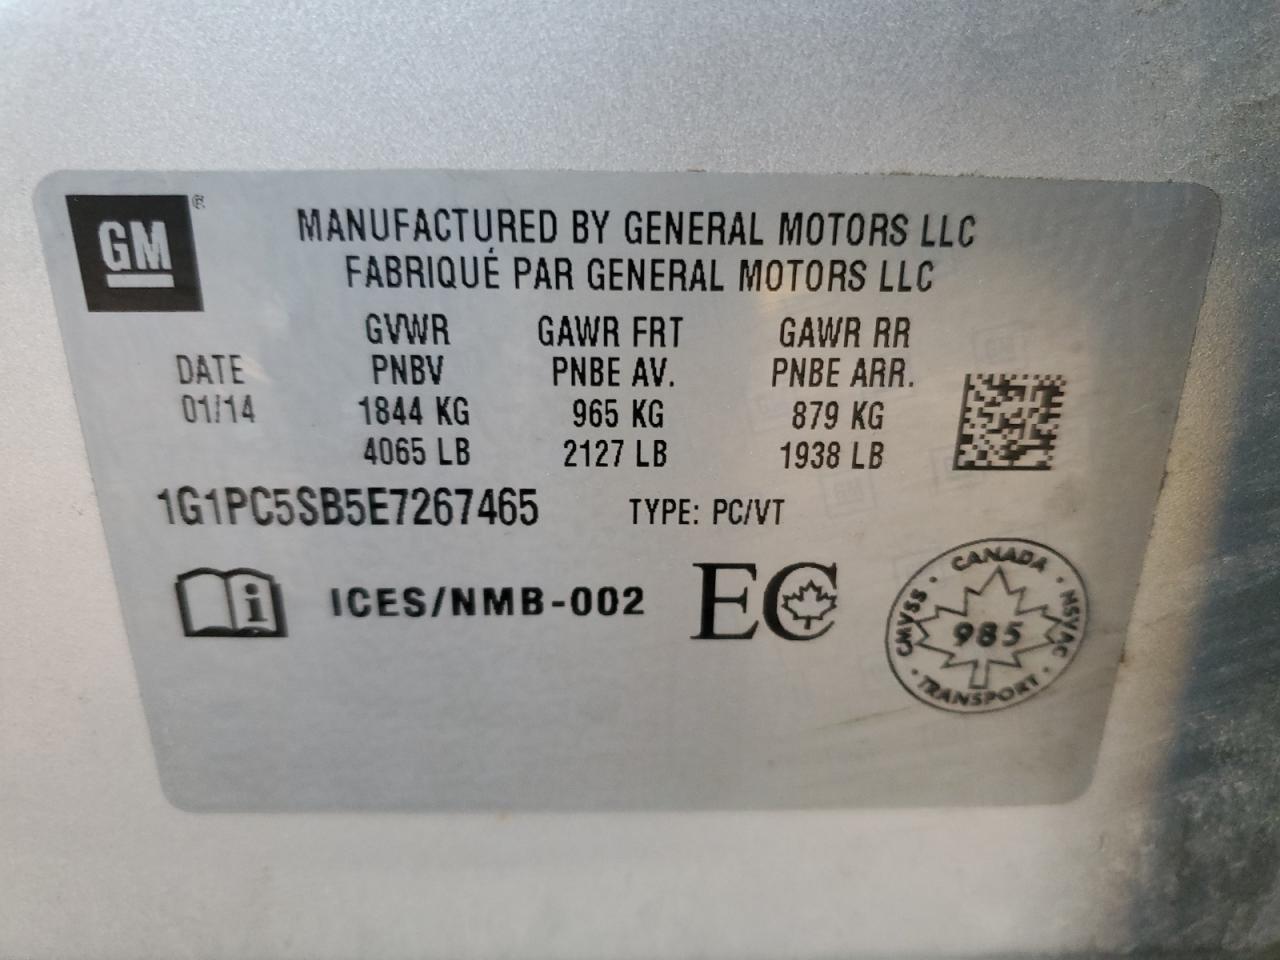 GM®
MANUFACTURED BY GENERAL MOTORS LLC
FABRIQUÉ PAR GENERAL MOTORS LLC
GVWR GAWR FRT GAWR RR
DATE PNBV PNBE AV. PNBE ARR.
01/14 1844 KG 965 KG 879 KG
4065 LB 2127 LB 1938 LB
1G1PC5SB5E7267465 TYPE: PC/VT
i ICES/NMB-002 EC
CANADA
CMVSS 985 NSVAC
TRANSPORT